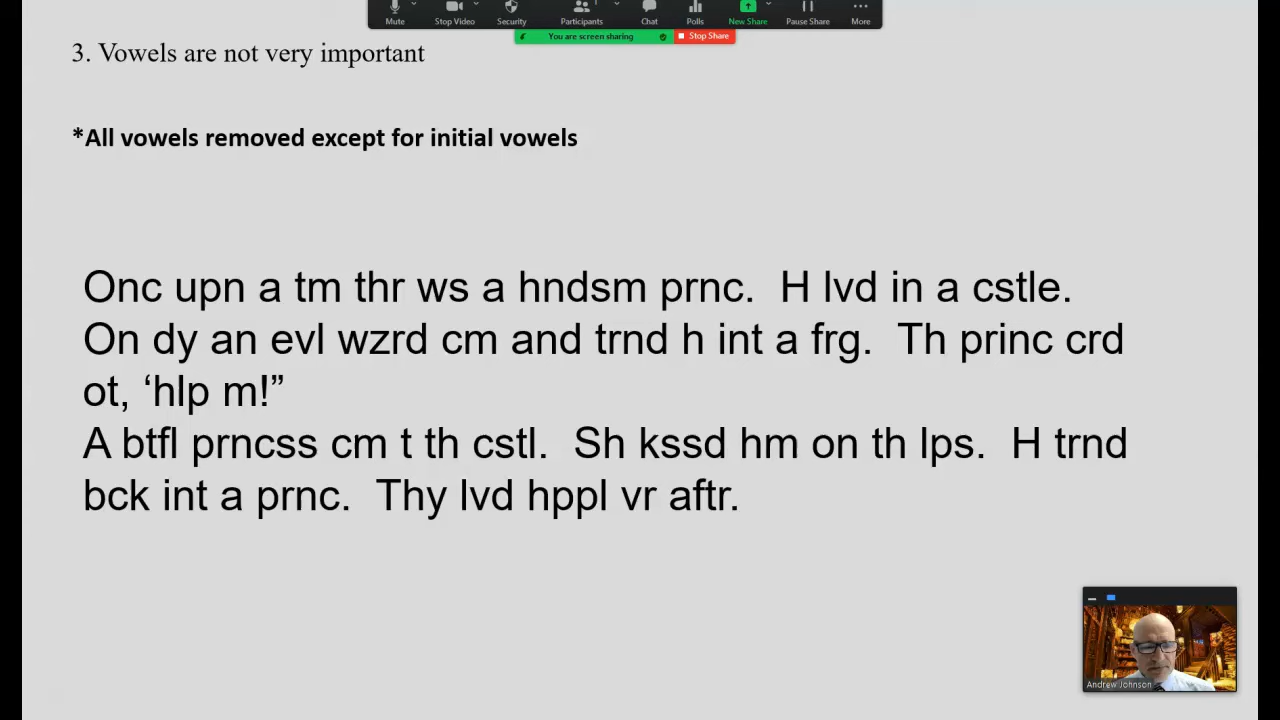 Mute Stop Video Security Participants Chat Polls New Share Pause Share More
You are screen sharing Stop Share
3. Vowels are not very important
*All vowels removed except for initial vowels
Onc upn a tm thr ws a hndsm prnc. H lvd in a cstle.
On dy an evl wzrd cm and trnd h int a frg. Th princ crd
ot, ‘hlp m!”
A btfl prncss cm t th cstl. Sh kssd hm on th lps. H trnd
bck int a prnc. Thy lvd hppl vr aftr.
Andrew Johnson